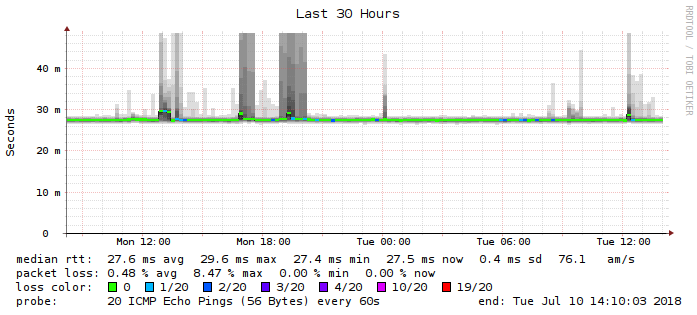 Last 30 Hours
RRDTOOL / TOBI OETIKER
Seconds
40 m
30 m
20 m
10 m
0
Mon 12:00 Mon 18:00 Tue 00:00 Tue 06:00 Tue 12:00
median rtt: 27.6 ms avg 29.6 ms max 27.4 ms min 27.5 ms now 0.4 ms sd 76.1 am/s
packet loss: 0.48 % avg 8.47 % max 0.00 % min 0.00 % now
loss color: 0 1/20 2/20 3/20 4/20 10/20 19/20
probe: 20 ICMP Echo Pings (56 Bytes) every 60s end: Tue Jul 10 14:10:03 2018